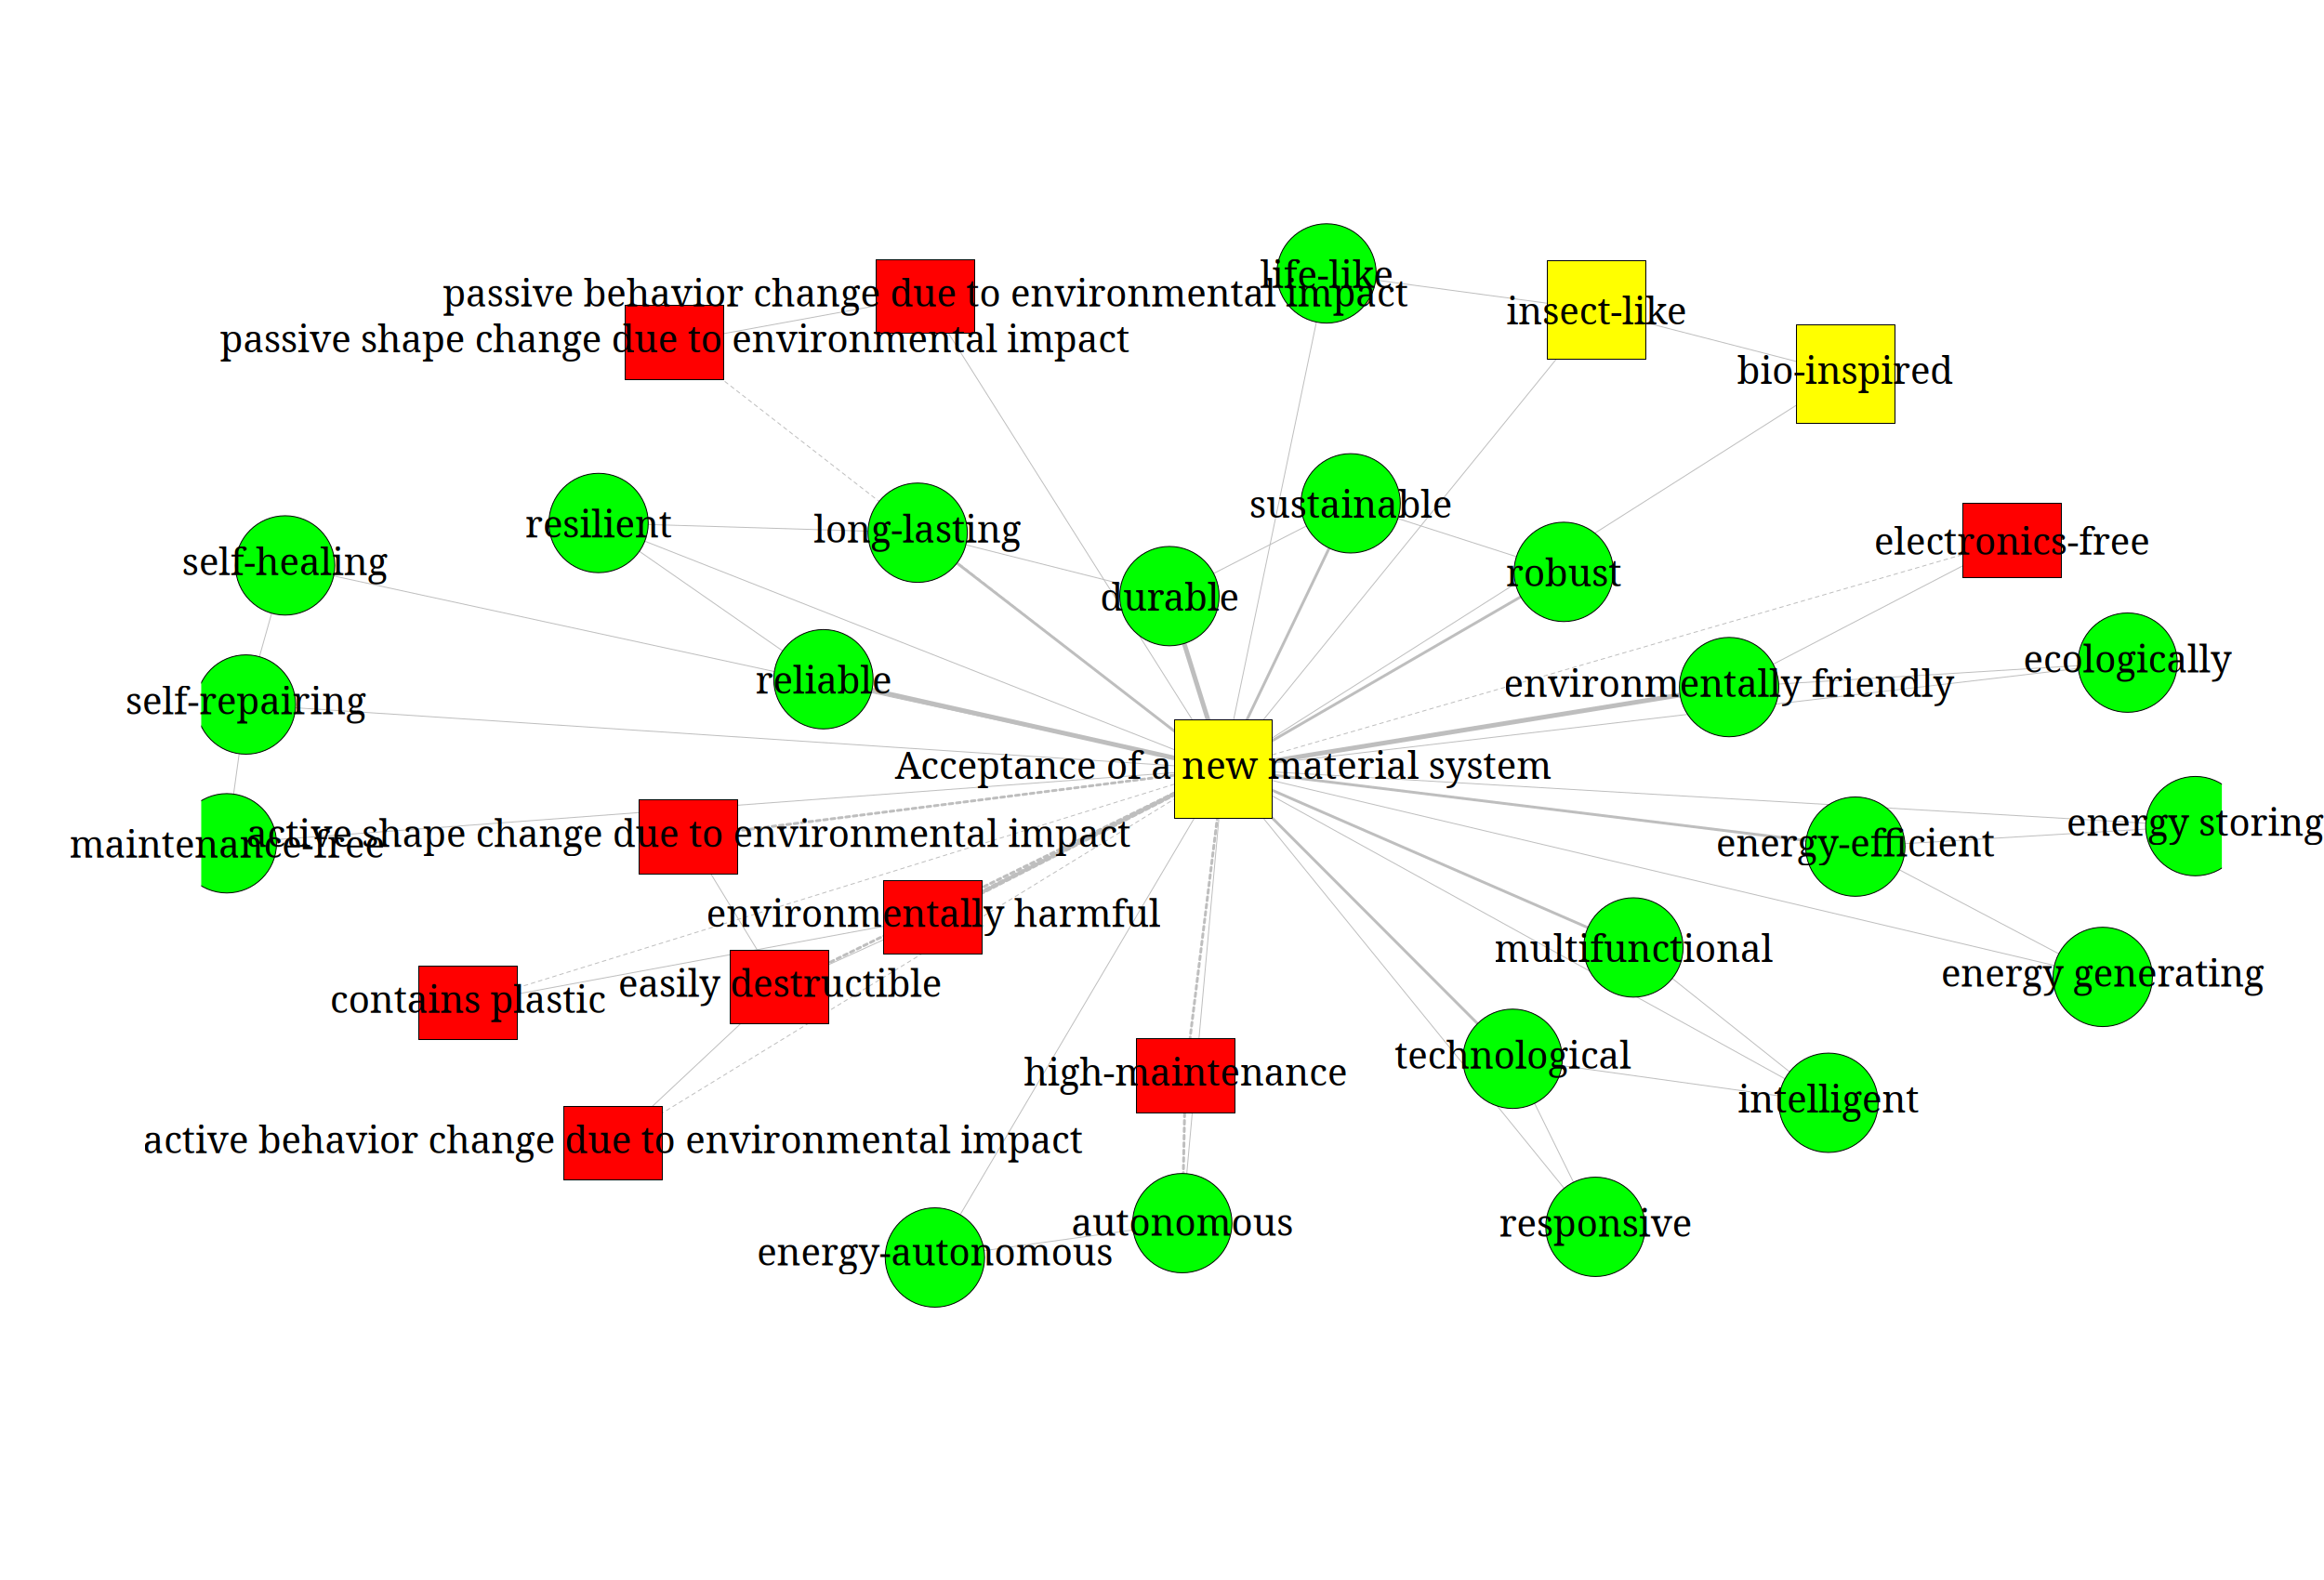 life-like
passive behavior change due to environmental impact
insect-like
passive shape change due to environmental impact
bio-inspired
sustainable
resilient
long-lasting
electronics-free
self-healing
robust
durable
ecologically
reliable
environmentally friendly
self-repairing
Acceptance of a new material system
energy storing
active shape change due to environmental impact
maintenance-free
energy-efficient
environmentally harmful
multifunctional
energy generating
easily destructible
contains plastic
technological
high-maintenance
intelligent
active behavior change due to environmental impact
autonomous
responsive
energy-autonomous